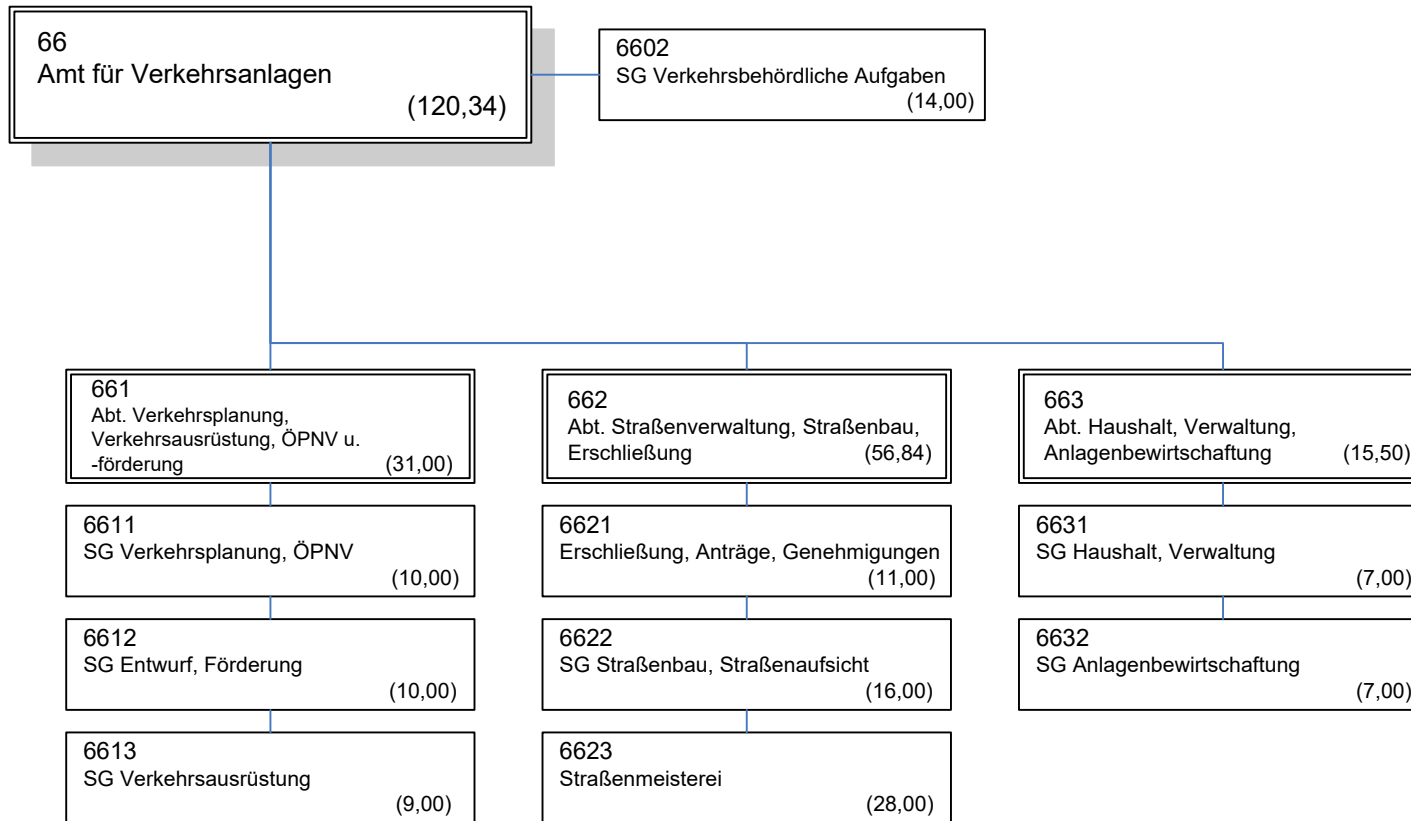 66
Amt für Verkehrsanlagen
(120,34)
6602
SG Verkehrsbehördliche Aufgaben
(14,00)
661
Abt. Verkehrsplanung,
Verkehrsausrüstung, ÖPNV u.
-förderung (31,00)
662
Abt. Straßenverwaltung, Straßenbau,
Erschließung (56,84)
663
Abt. Haushalt, Verwaltung,
Anlagenbewirtschaftung (15,50)
6611
SG Verkehrsplanung, ÖPNV
(10,00)
6621
Erschließung, Anträge, Genehmigungen
(11,00)
6631
SG Haushalt, Verwaltung
(7,00)
6612
SG Entwurf, Förderung
(10,00)
6622
SG Straßenbau, Straßenaufsicht
(16,00)
6632
SG Anlagenbewirtschaftung
(7,00)
6613
SG Verkehrsausrüstung
(9,00)
6623
Straßenmeisterei
(28,00)